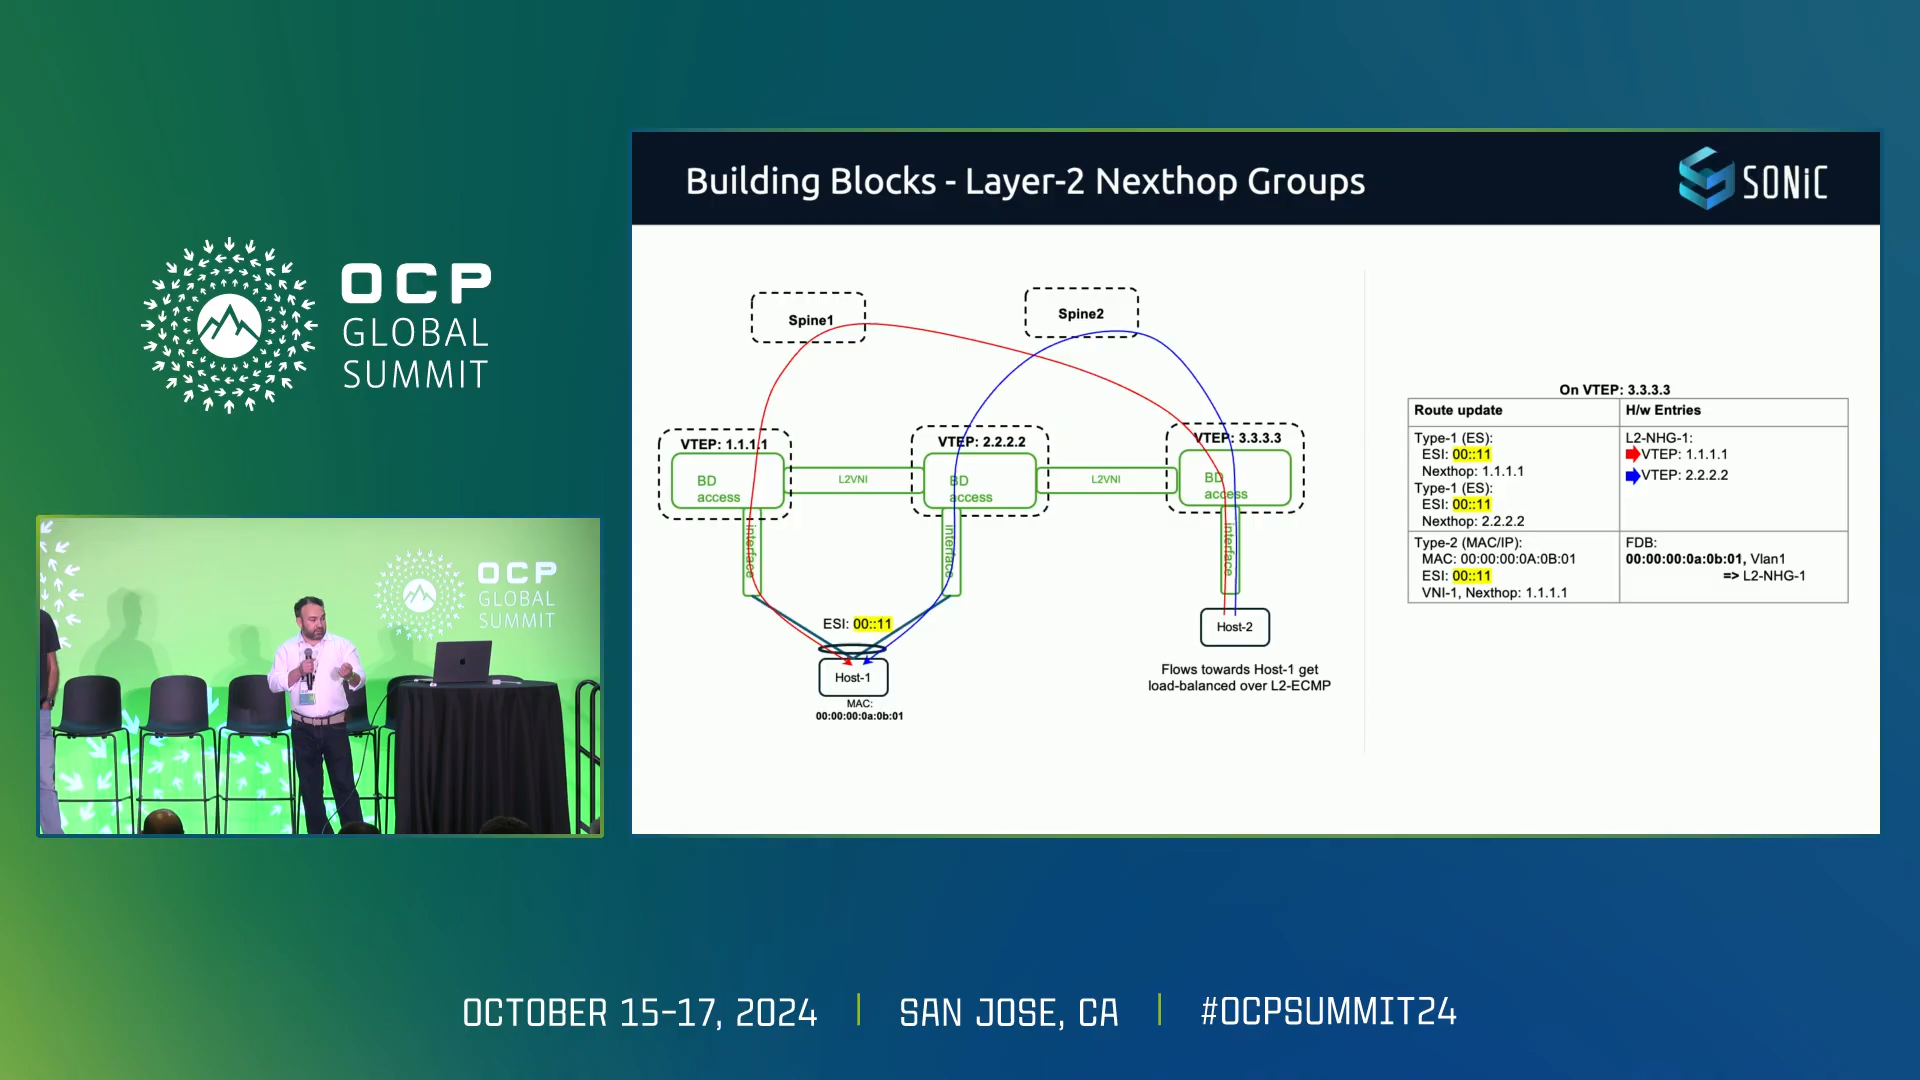 OCP
GLOBAL
SUMMIT
OCP
GLOBAL
SUMMIT
Building Blocks - Layer-2 Nexthop Groups
SONiC
Spine1
Spine2
VTEP: 1.1.1.1
VTEP: 2.2.2.2
VTEP: 3.3.3.3
BD
access
L2VNI
BD
access
L2VNI
BD
access
interface
interface
interface
ESI: 00::11
Host-1
MAC:
00:00:00:0a:0b:01
Host-2
Flows towards Host-1 get
load-balanced over L2-ECMP
On VTEP: 3.3.3.3
Route update
H/w Entries
Type-1 (ES):
ESI: 00::11
Nexthop: 1.1.1.1
Type-1 (ES):
ESI: 00::11
Nexthop: 2.2.2.2
L2-NHG-1:
VTEP: 1.1.1.1
VTEP: 2.2.2.2
Type-2 (MAC/IP):
MAC: 00:00:00:0A:0B:01
ESI: 00::11
VNI-1, Nexthop: 1.1.1.1
FDB:
00:00:00:0a:0b:01, Vlan1
=> L2-NHG-1
OCTOBER 15-17, 2024 | SAN JOSE, CA | #OCPSUMMIT24